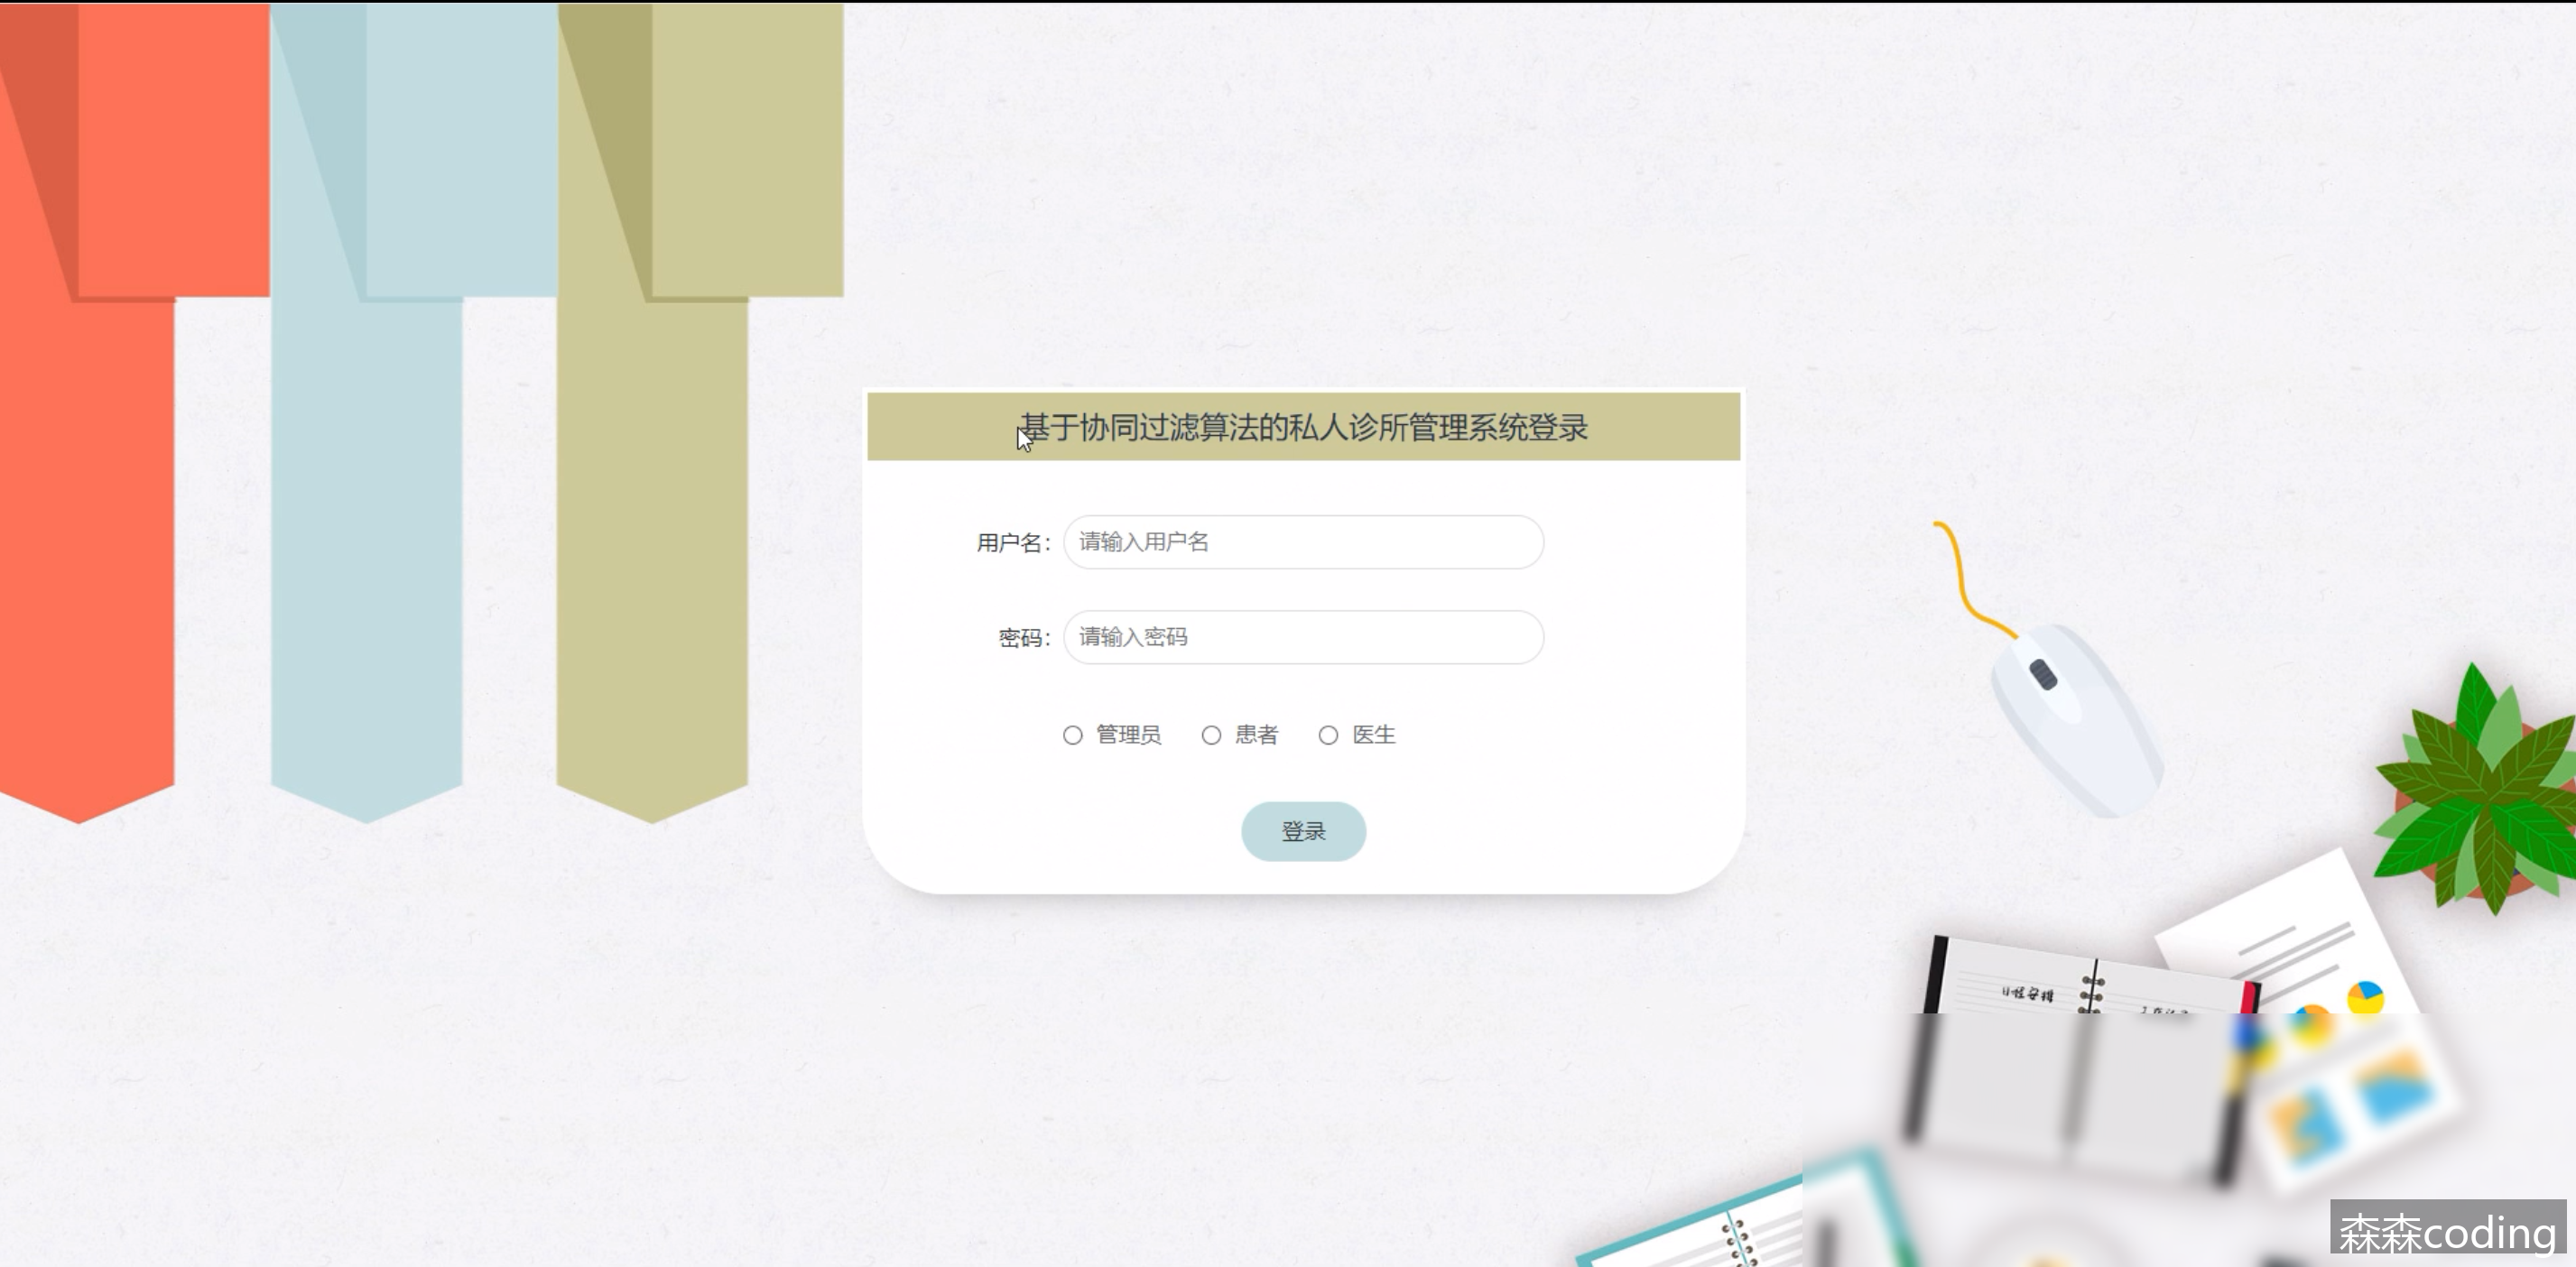 基于协同过滤算法的私人诊所管理系统登录
用户名：
请输入用户名
密码：
请输入密码
管理员
患者
医生
登录
日程安排
森森coding